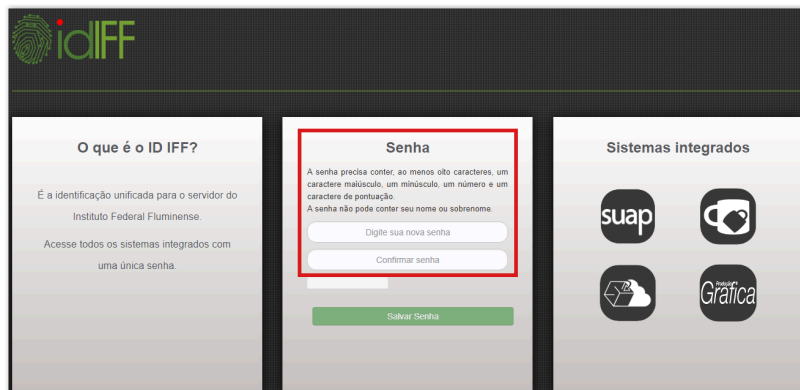 idIFF
O que é o ID IFF?
É a identificação unificada para o servidor do
Instituto Federal Fluminense.
Acesse todos os sistemas integrados com
uma única senha.
Senha
A senha precisa conter, ao menos oito caracteres, um
caractere maiúsculo, um minúsculo, um número e um
caractere de pontuação.
A senha não pode conter seu nome ou sobrenome.
Digite sua nova senha
Confirmar senha
Salvar Senha
Sistemas integrados
suap
Produção
Gráfica